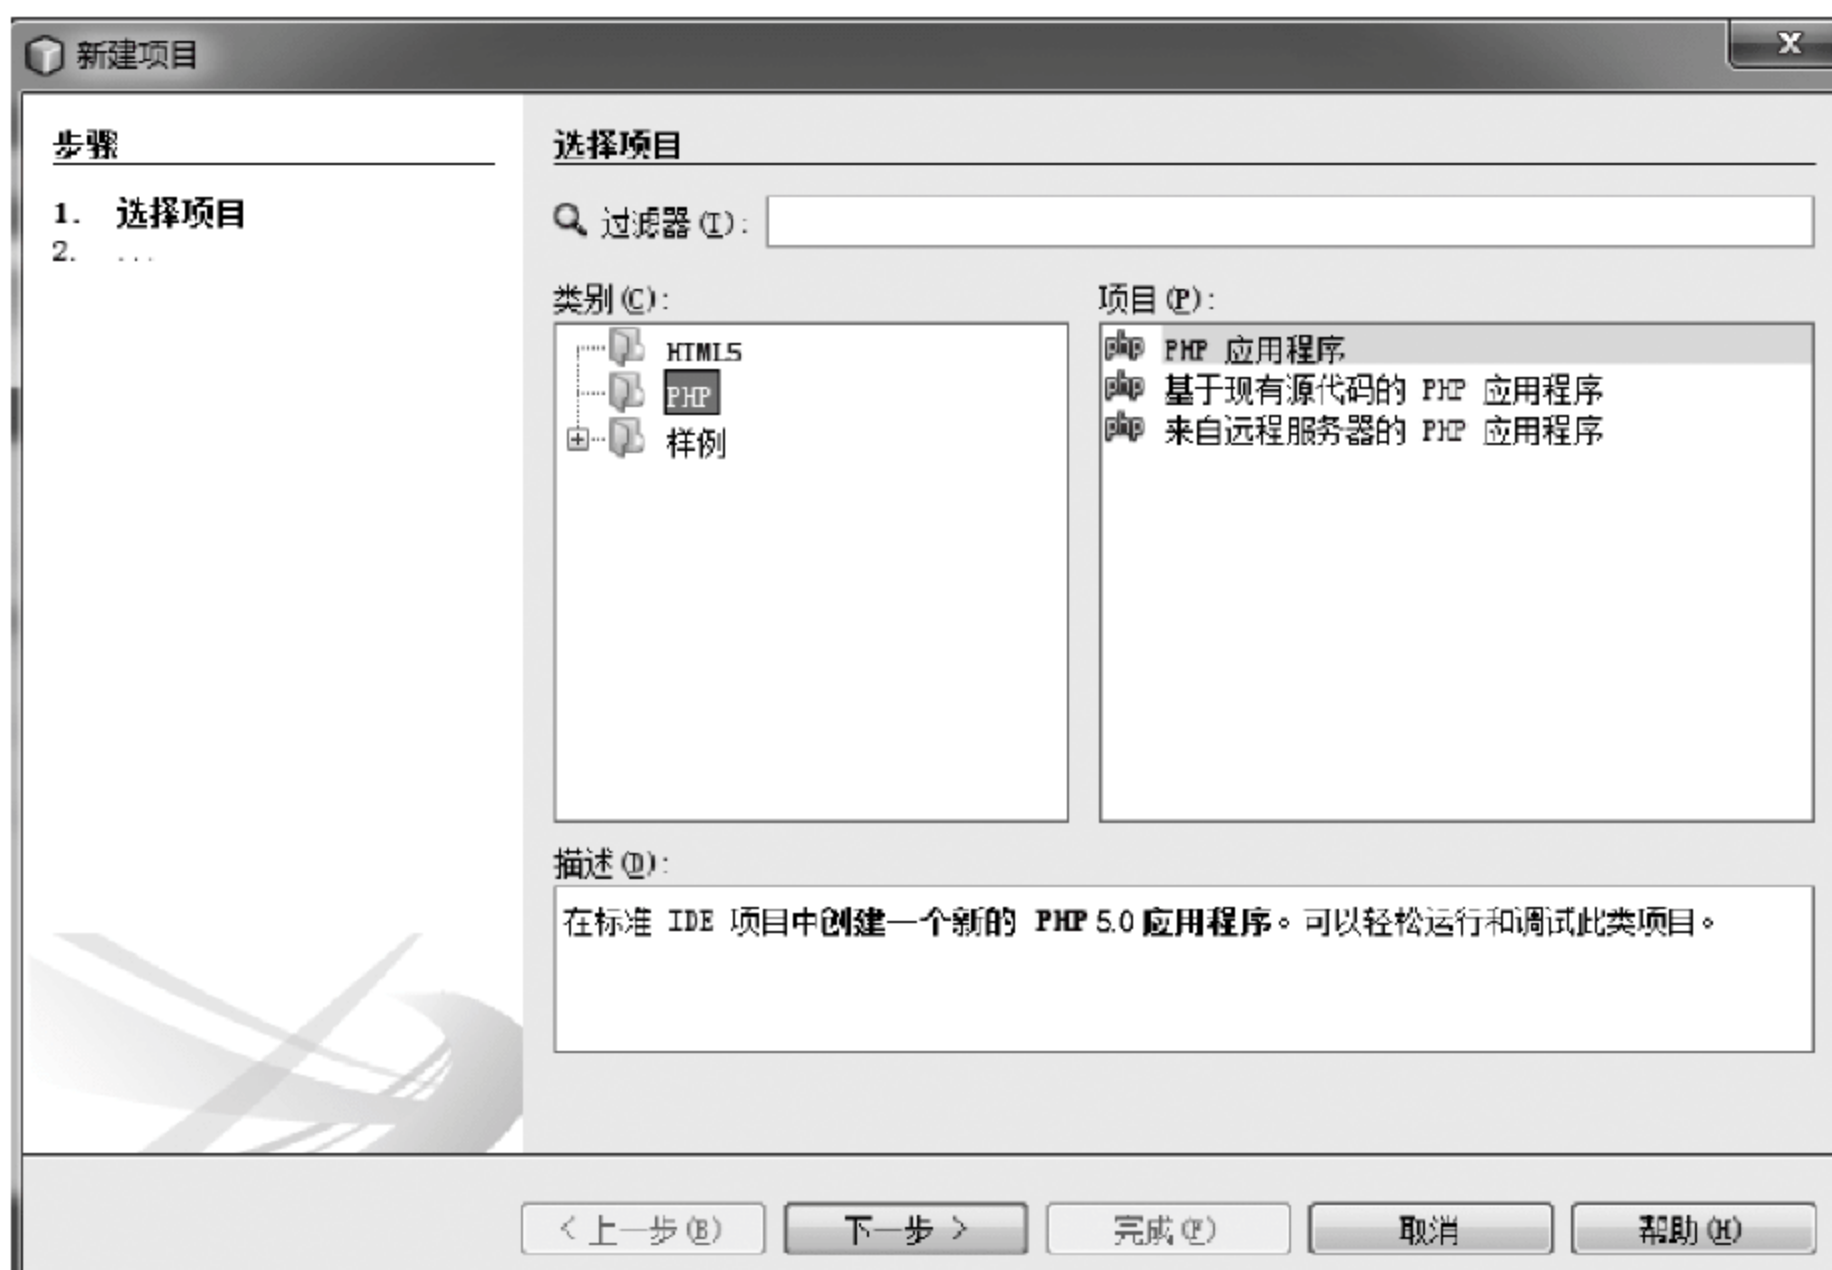 新建项目
步骤
1. 选择项目
2. ...
选择项目
过滤器(I):
类别(C):
HTML5
PHP
样例
项目(P):
php PHP 应用程序
php 基于现有源代码的 PHP 应用程序
php 来自远程服务器的 PHP 应用程序
描述(D):
在标准 IDE 项目中创建一个新的 PHP 5.0 应用程序。可以轻松运行和调试此类项目。
< 上一步(B)
下一步 >
完成(F)
取消
帮助(H)